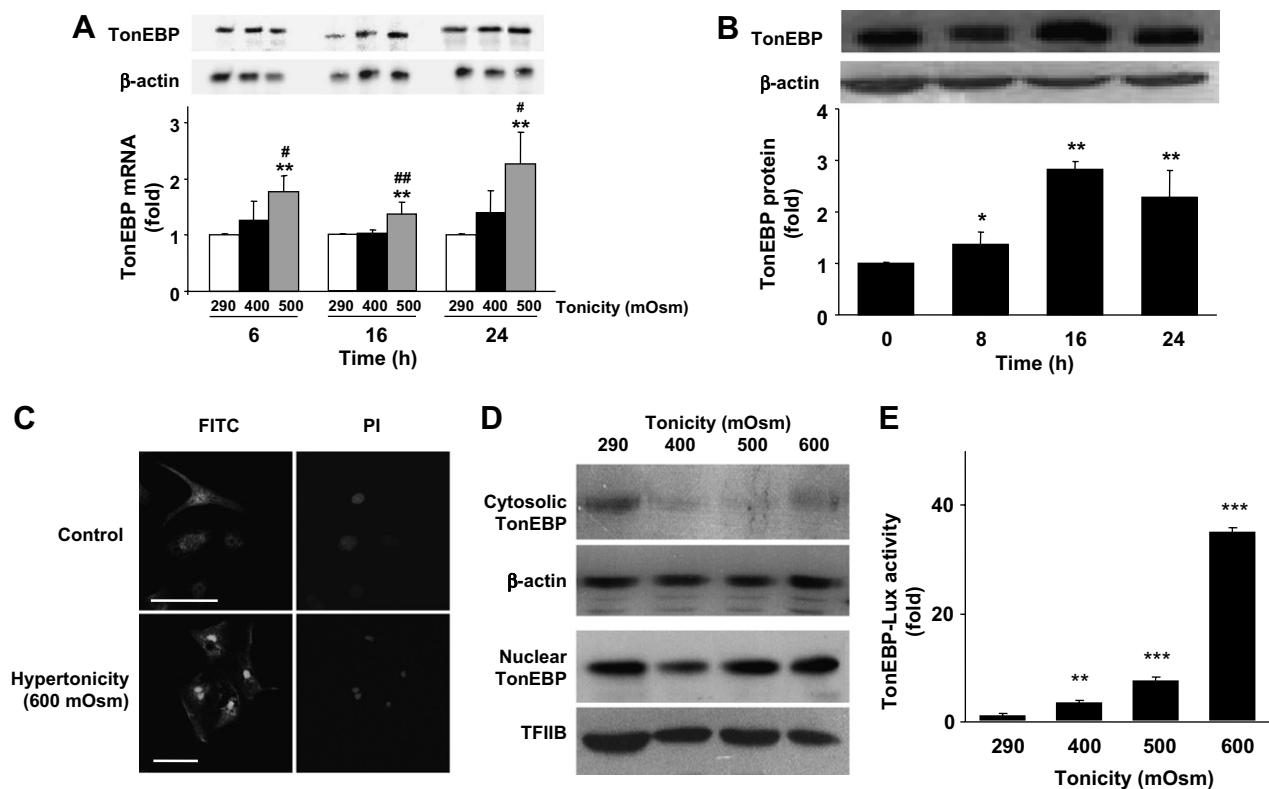 A
TonEBP
β-actin
TonEBP mRNA
(fold)
3
2
1
0
#
**
##
**
#
**
290 400 500 290 400 500 290 400 500 Tonicity (mOsm)
6 16 24
Time (h)
B
TonEBP
β-actin
TonEBP protein
(fold)
4
3
2
1
0
*
**
**
0 8 16 24
Time (h)
C
FITC PI
Control
Hypertonicity
(600 mOsm)
D
Tonicity (mOsm)
290 400 500 600
Cytosolic
TonEBP
β-actin
Nuclear
TonEBP
TFIIB
E
TonEBP-Lux activity
(fold)
40
20
0
**
***
***
290 400 500 600
Tonicity (mOsm)